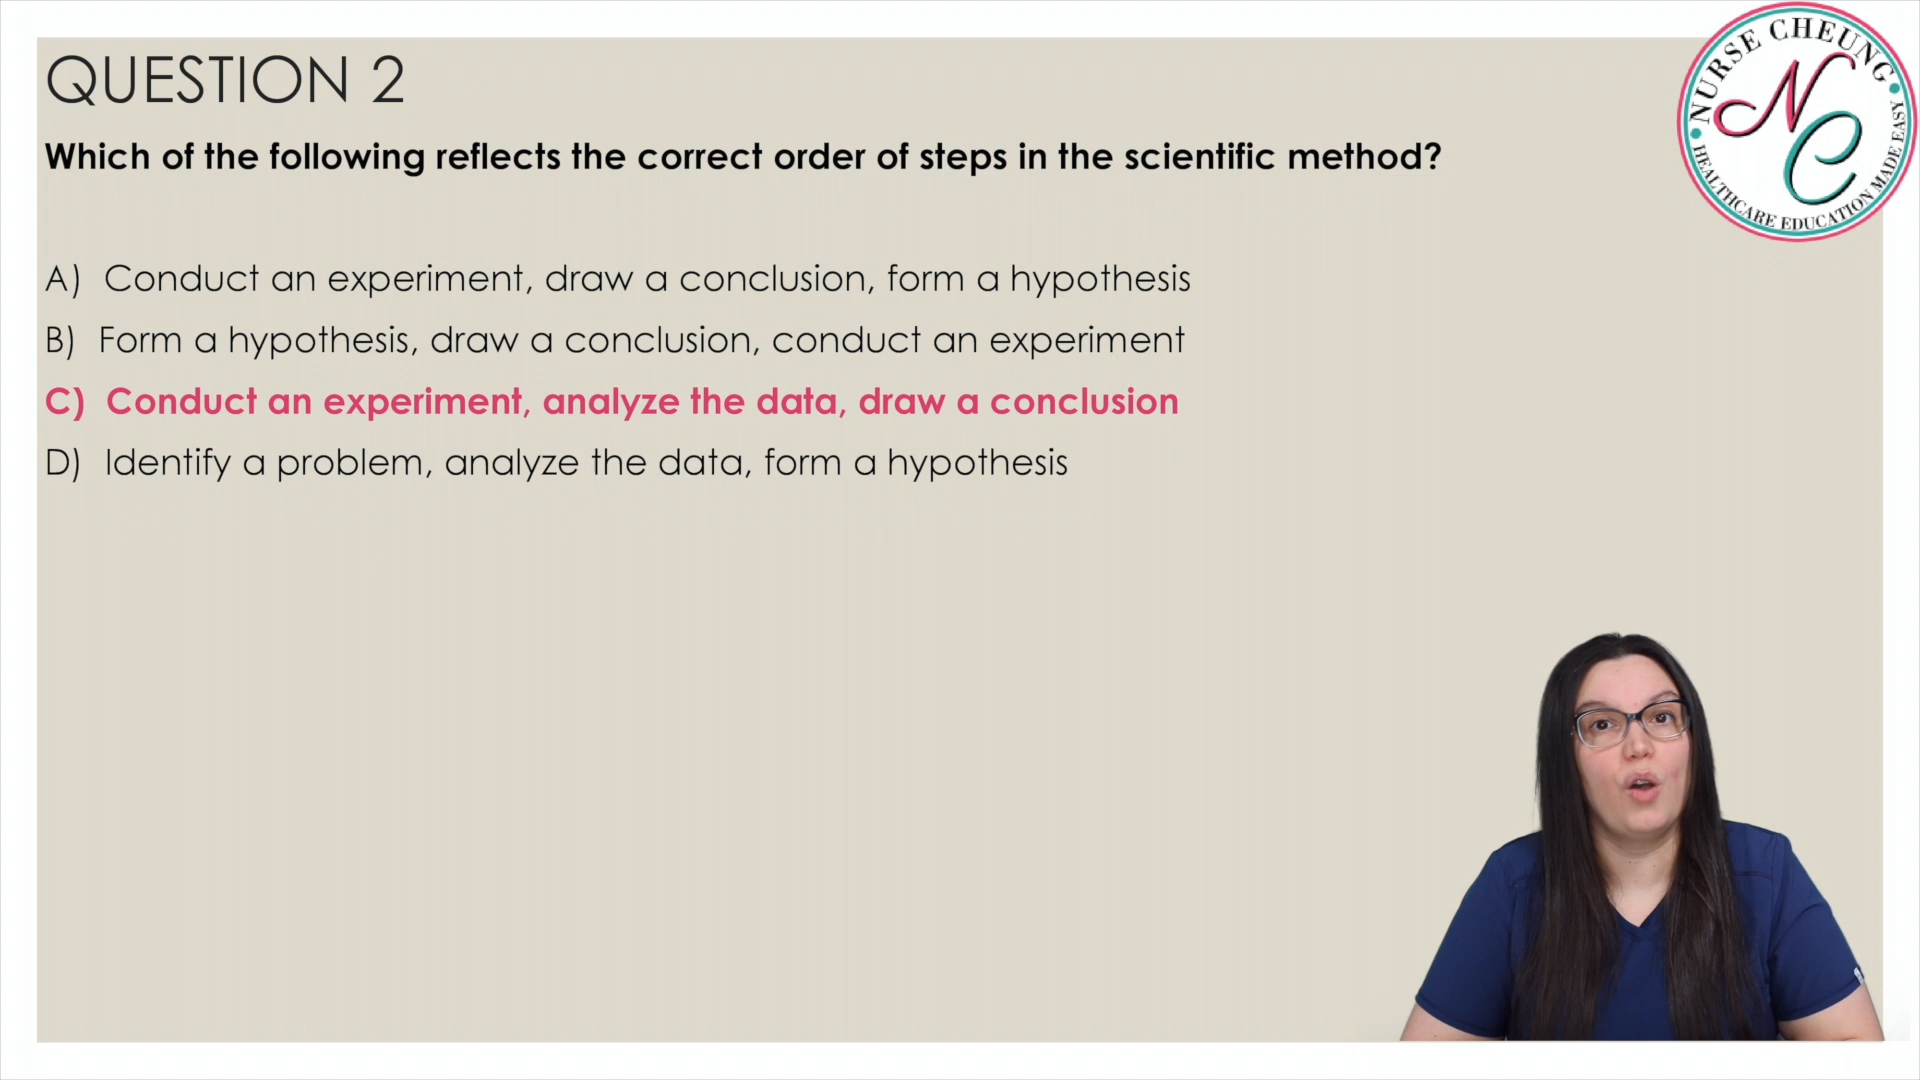 QUESTION 2
Which of the following reflects the correct order of steps in the scientific method?
A) Conduct an experiment, draw a conclusion, form a hypothesis
B) Form a hypothesis, draw a conclusion, conduct an experiment
C) Conduct an experiment, analyze the data, draw a conclusion
D) Identify a problem, analyze the data, form a hypothesis
NURSE CHEUNG
NC
HEALTHCARE EDUCATION MADE EASY